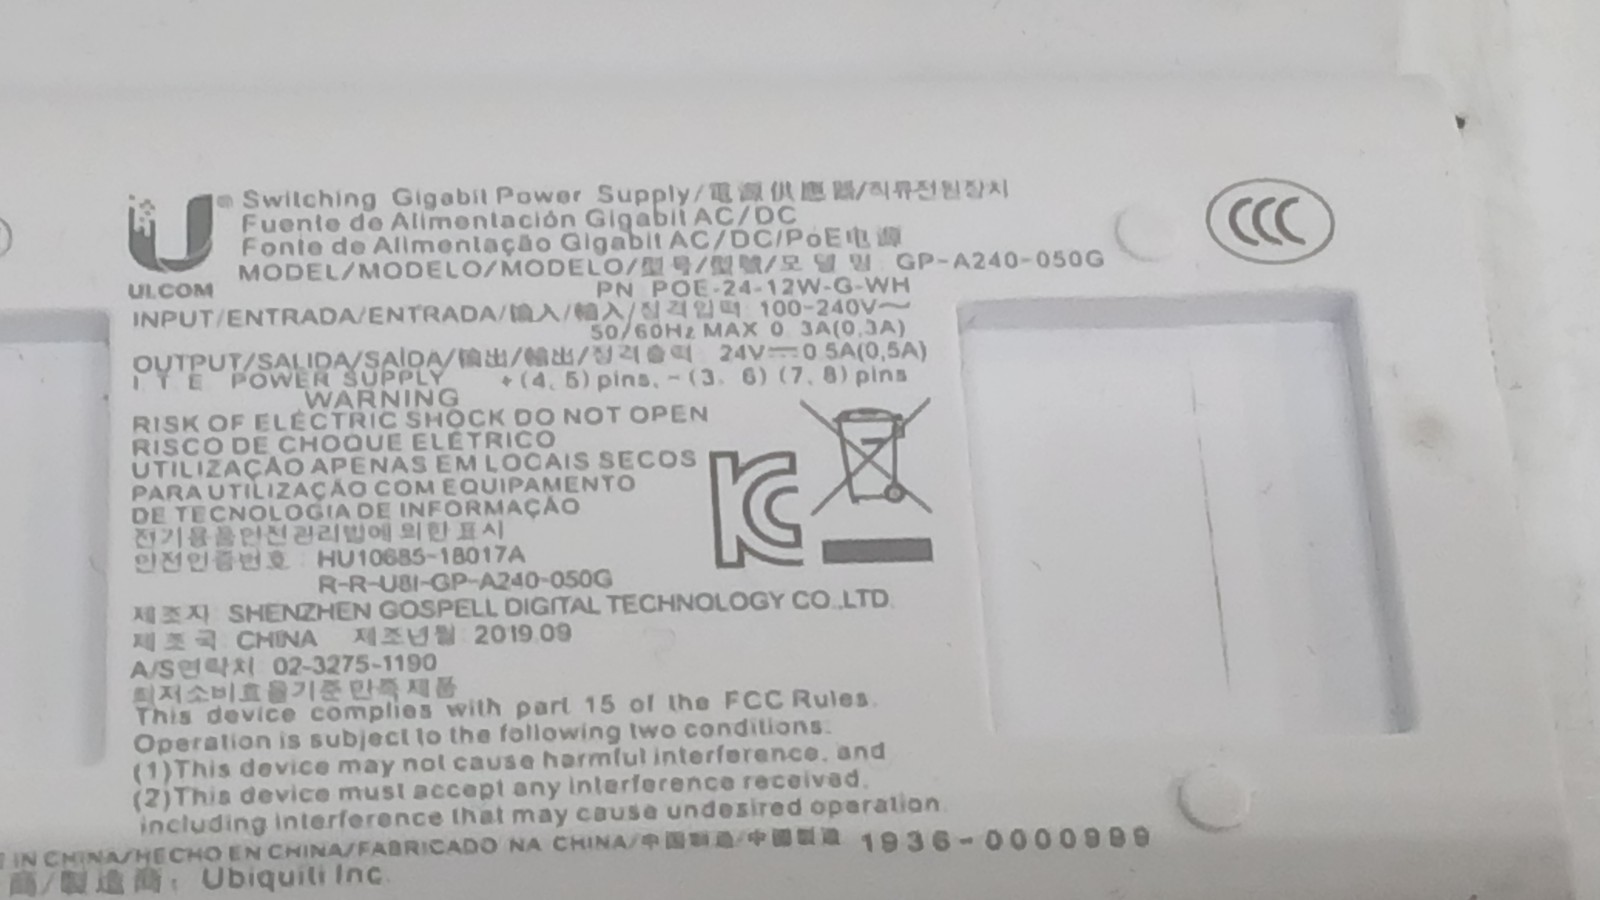 U® Switching Gigabit Power Supply/電源供應器/직류전원장치
Fuente de Alimentación Gigabit AC/DC
Fonte de Alimentação Gigabit AC/DC/PoE电源
MODEL/MODELO/MODELO/型号/型號/모델명: GP-A240-050G
ULCOM
PN: POE-24-12W-G-WH
INPUT/ENTRADA/ENTRADA/输入/輸入/정격입력: 100-240V~
50/60Hz MAX 0.3A(0,3A)
OUTPUT/SALIDA/SAÍDA/输出/輸出/정격출력: 24V⎓0.5A(0,5A)
I.T.E. POWER SUPPLY +(4, 5) pins, -(3, 6) (7, 8) pins
WARNING
RISK OF ELECTRIC SHOCK DO NOT OPEN
RISCO DE CHOQUE ELÉTRICO
UTILIZAÇÃO APENAS EM LOCAIS SECOS
PARA UTILIZAÇÃO COM EQUIPAMENTO
DE TECNOLOGIA DE INFORMAÇÃO
전기용품안전관리법에 의한 표시
안전인증번호: HU10685-18017A
R-R-U8I-GP-A240-050G
제조자: SHENZHEN GOSPELL DIGITAL TECHNOLOGY CO.,LTD.
제조국: CHINA 제조년월: 2019.09
A/S연락처: 02-3275-1190
최저소비효율기준만족제품
This device complies with part 15 of the FCC Rules.
Operation is subject to the following two conditions:
(1)This device may not cause harmful interference, and
(2)This device must accept any interference received,
including interference that may cause undesired operation.
IN CHINA/HECHO EN CHINA/FABRICADO NA CHINA/中国制造/中國製造 1936-0000999
商/製造商: Ubiquiti Inc.
CCC
KC